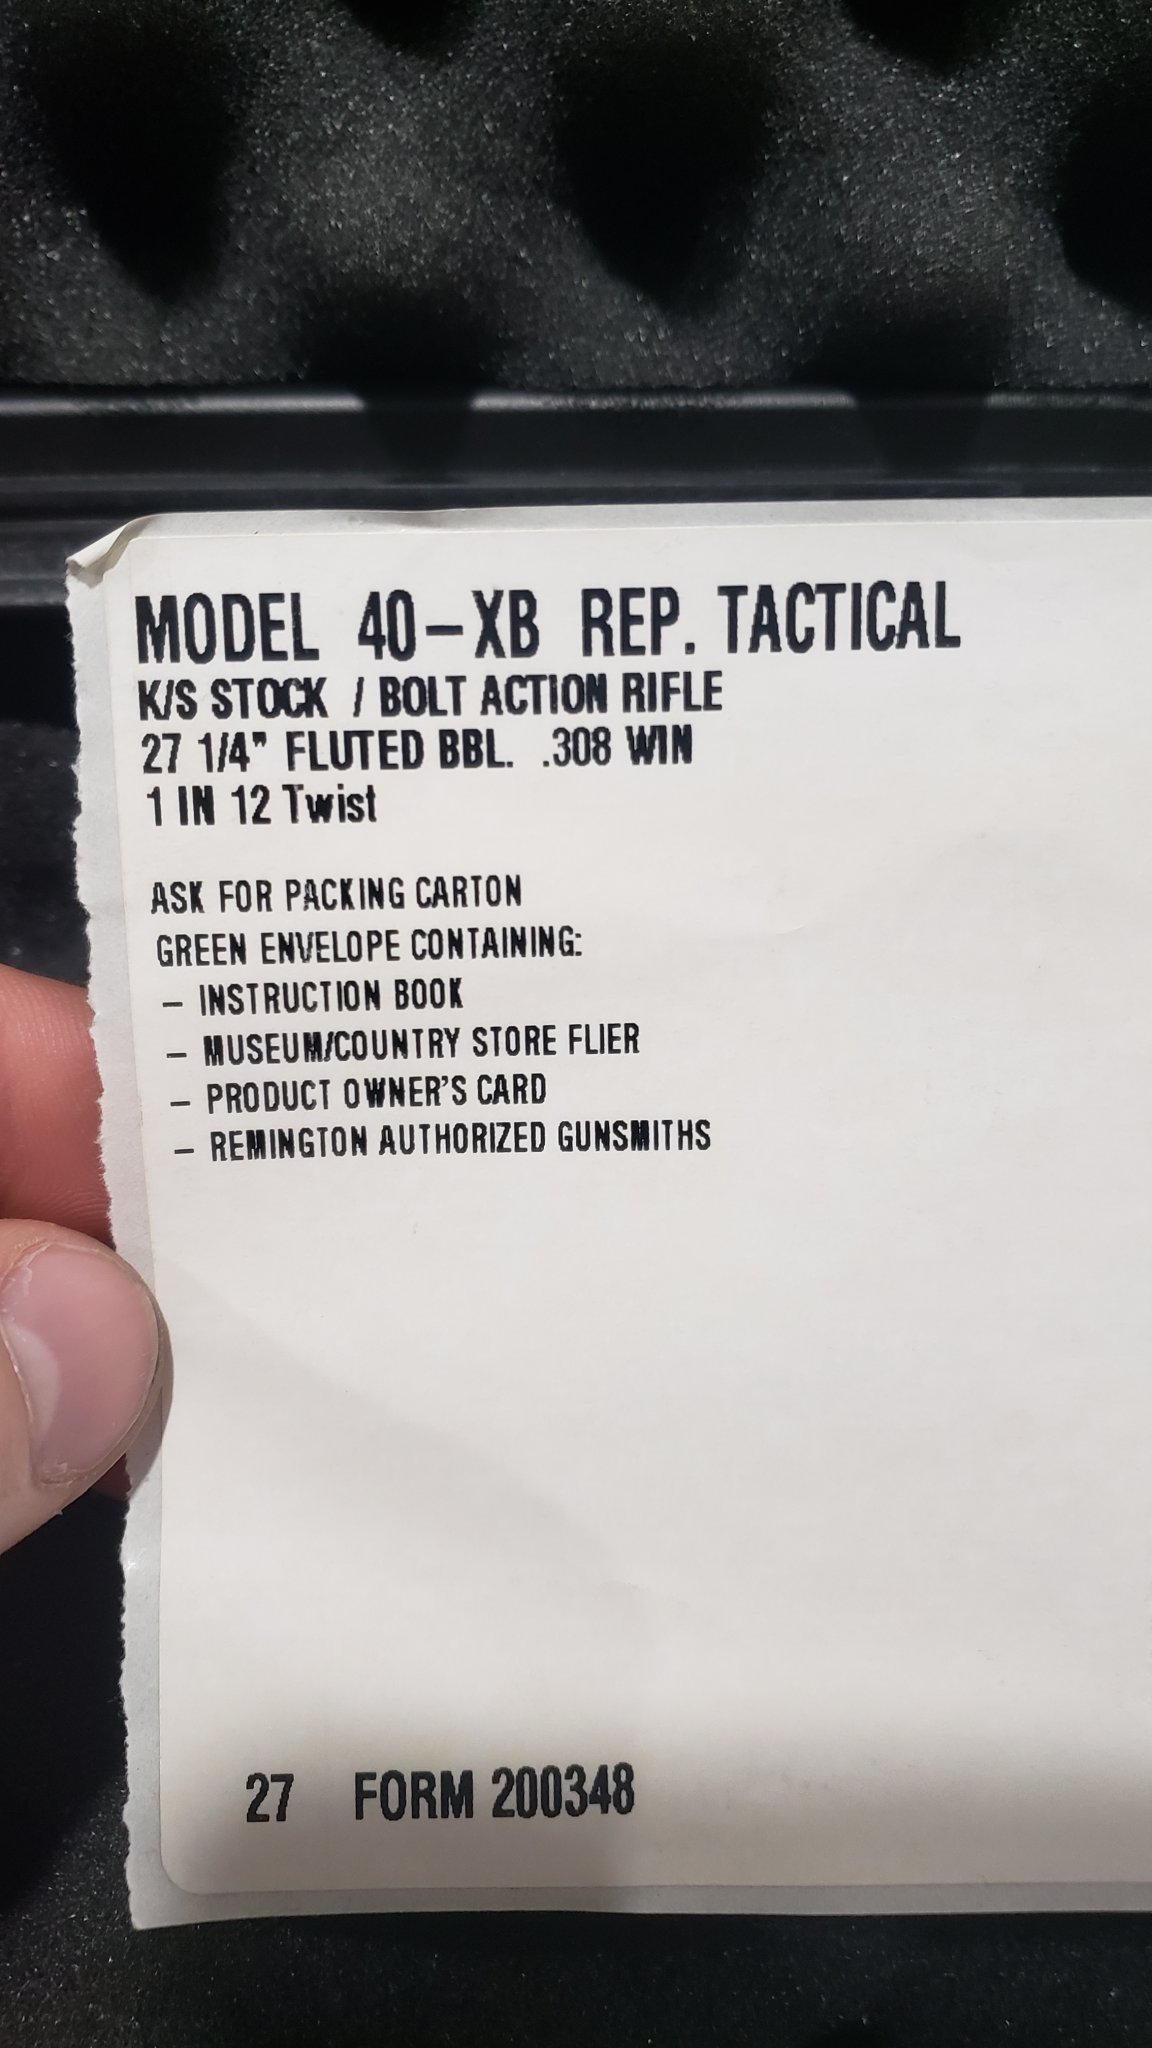 MODEL 40-XB REP. TACTICAL
K/S STOCK / BOLT ACTION RIFLE
27 1/4" FLUTED BBL. .308 WIN
1 IN 12 Twist
ASK FOR PACKING CARTON
GREEN ENVELOPE CONTAINING:
- INSTRUCTION BOOK
- MUSEUM/COUNTRY STORE FLIER
- PRODUCT OWNER'S CARD
- REMINGTON AUTHORIZED GUNSMITHS
27 FORM 200348